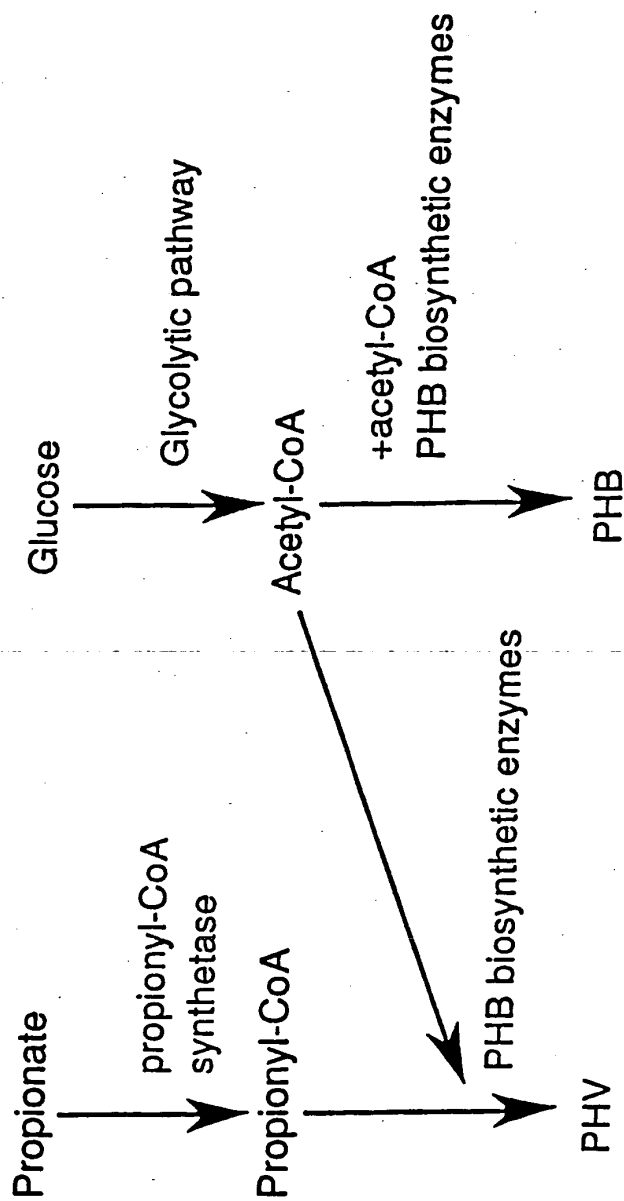 Propionate
propionyl-CoA
synthetase
Propionyl-CoA
PHB biosynthetic enzymes
PHV
Glucose
Glycolytic pathway
Acetyl-CoA
+acetyl-CoA
PHB biosynthetic enzymes
PHB